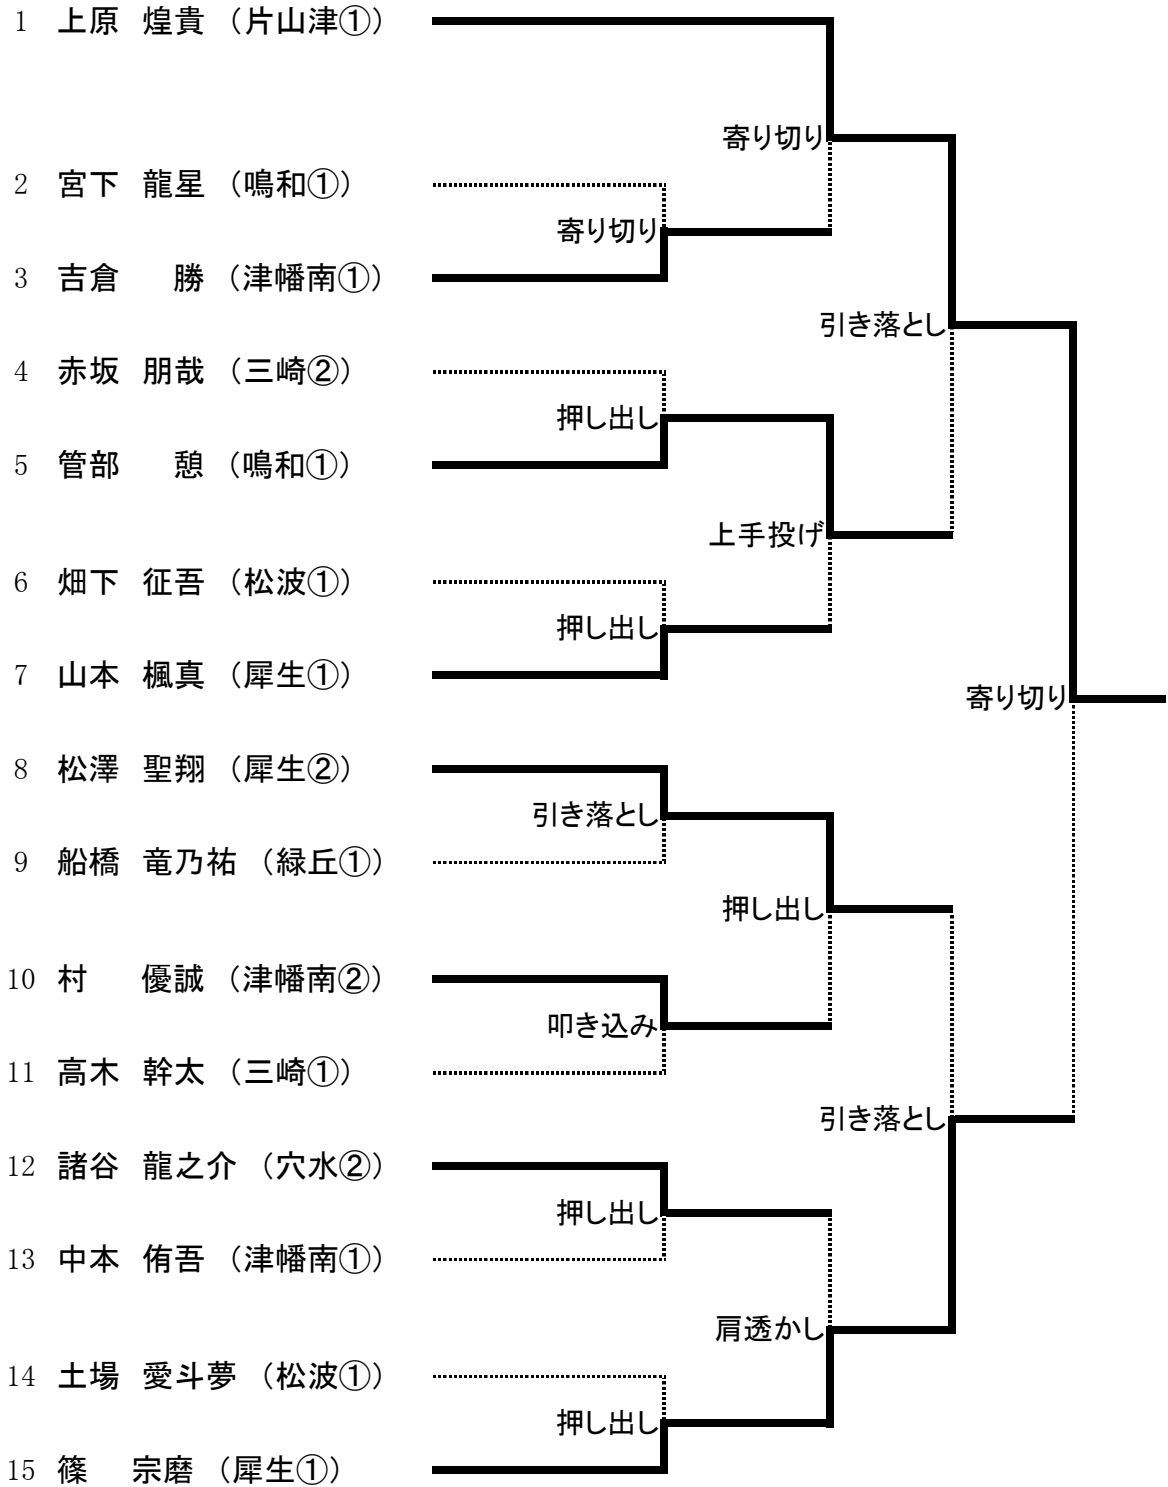 1 上原 煌貴 （片山津①）
寄り切り
2 宮下 龍星 （鳴和①）
寄り切り
3 吉倉 勝 （津幡南①）
引き落とし
4 赤坂 朋哉 （三崎②）
押し出し
5 管部 憩 （鳴和①）
上手投げ
6 畑下 征吾 （松波①）
押し出し
7 山本 楓真 （犀生①）
寄り切り
8 松澤 聖翔 （犀生②）
引き落とし
9 船橋 竜乃祐 （緑丘①）
押し出し
10 村 優誠 （津幡南②）
叩き込み
11 高木 幹太 （三崎①）
引き落とし
12 諸谷 龍之介 （穴水②）
押し出し
13 中本 侑吾 （津幡南①）
肩透かし
14 土場 愛斗夢 （松波①）
押し出し
15 篠 宗磨 （犀生①）